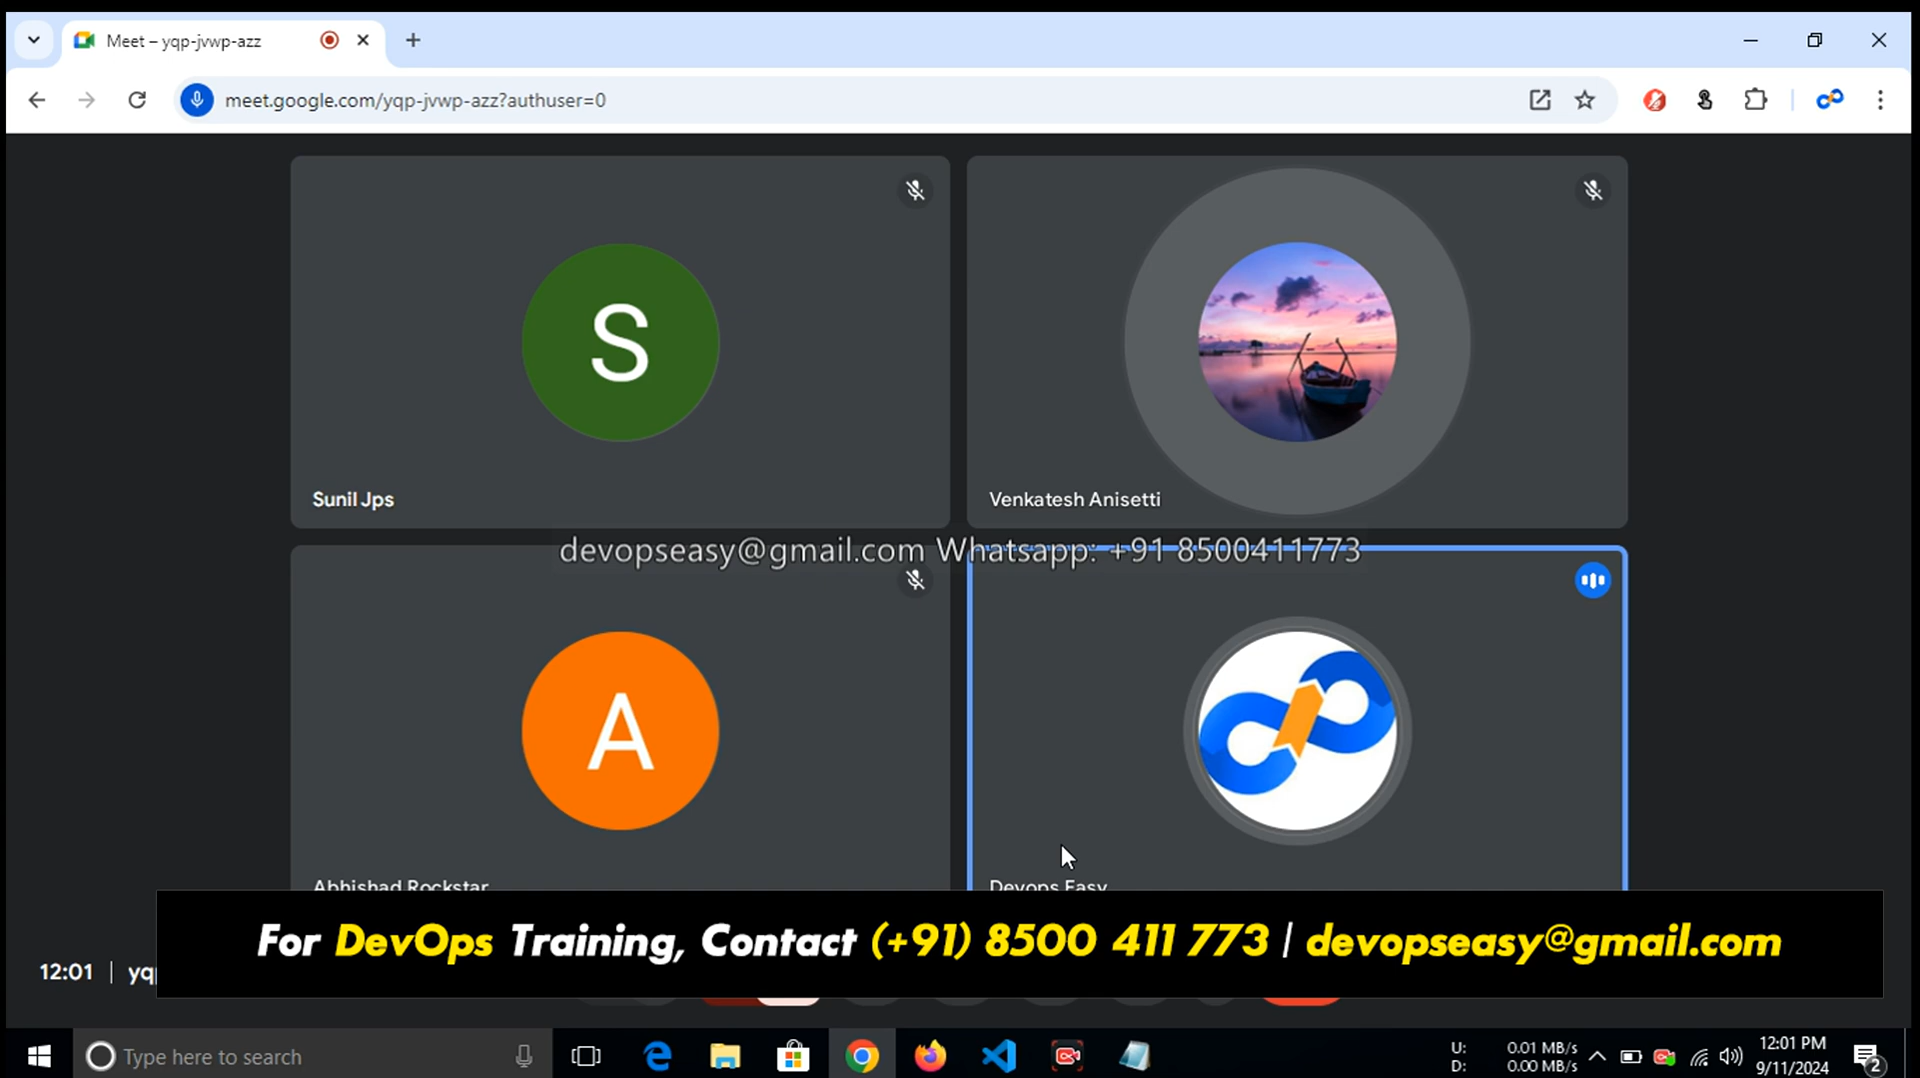 Meet – yqp-jvwp-azz
meet.google.com/yqp-jvwp-azz?authuser=0
S
Sunil Jps
Venkatesh Anisetti
devopseasy@gmail.com Whatsapp: +91 8500411773
A
Abhishad Rockstar
Devops Easy
For DevOps Training, Contact (+91) 8500 411 773 | devopseasy@gmail.com
12:01 | yqp
Type here to search
U: 0.01 MB/s
D: 0.00 MB/s
12:01 PM
9/11/2024
2